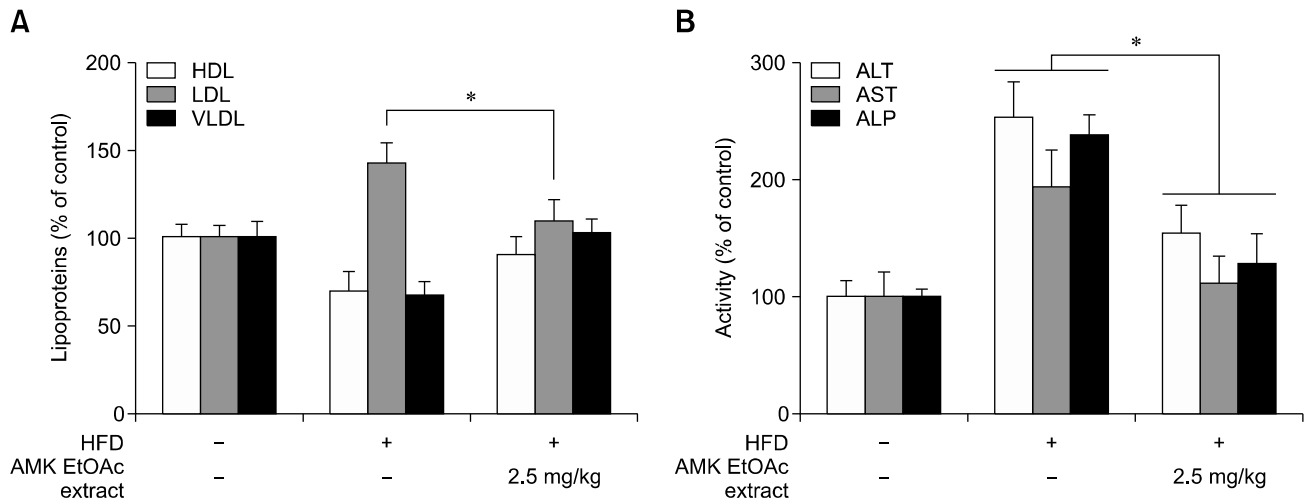 A
Lipoproteins (% of control)
200
150
100
50
0
HDL
LDL
VLDL
*
HFD – + +
AMK EtOAc extract – – 2.5 mg/kg
B
Activity (% of control)
300
200
100
0
ALT
AST
ALP
*
HFD – + +
AMK EtOAc extract – – 2.5 mg/kg